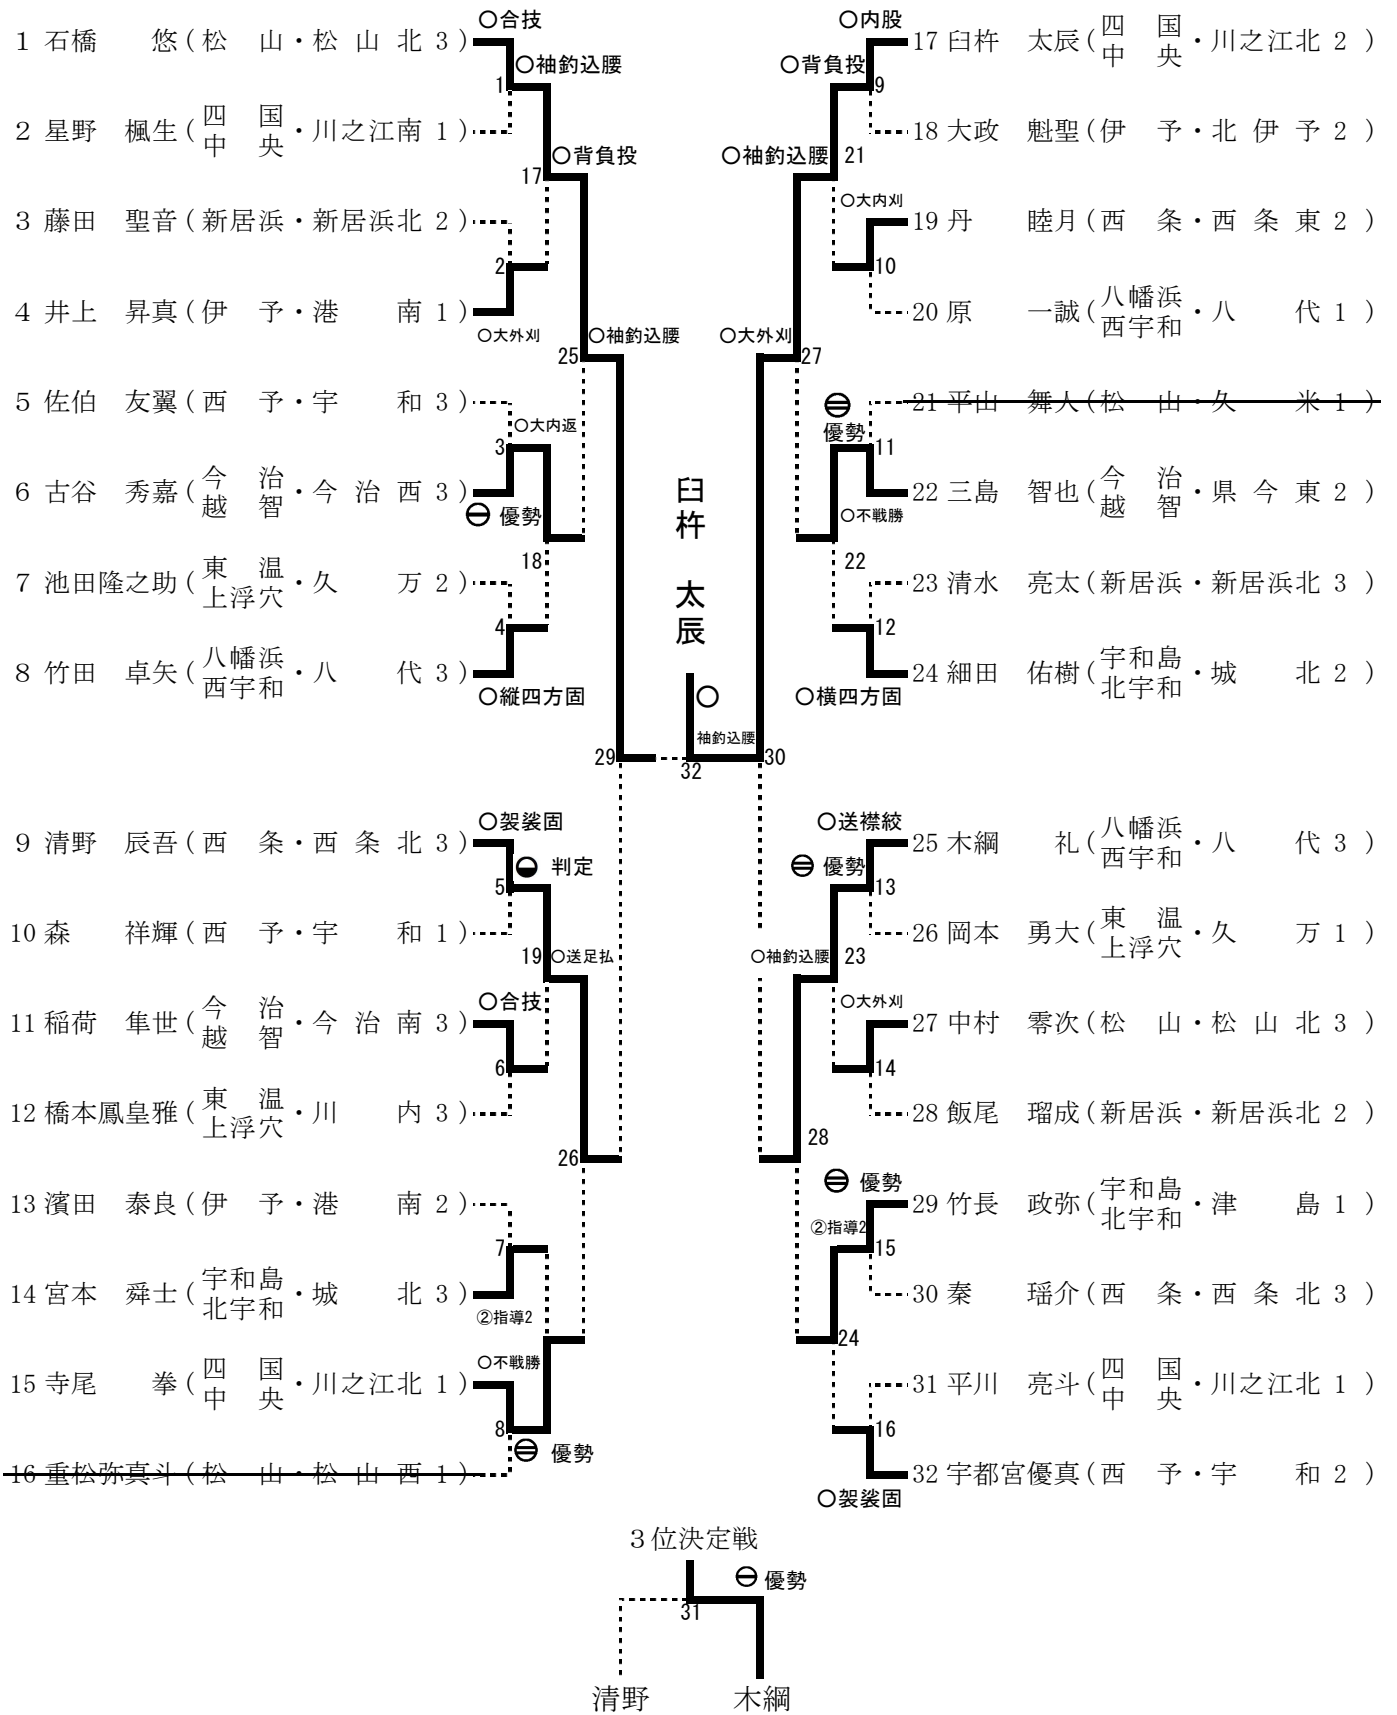 1 石橋 悠(松 山・松 山 北 3)
2 星野 楓生(四国中央・川之江南 1)
3 藤田 聖音(新居浜・新居浜北 2)
4 井上 昇真(伊 予・港 南 1)
5 佐伯 友翼(西 予・宇 和 3)
6 古谷 秀嘉(今治越智・今 治 西 3)
7 池田隆之助(東温上浮穴・久 万 2)
8 竹田 卓矢(八幡浜西宇和・八 代 3)
9 清野 辰吾(西 条・西 条 北 3)
10 森 祥輝(西 予・宇 和 1)
11 稲荷 隼世(今治越智・今 治 南 3)
12 橋本鳳皇雅(東温上浮穴・川 内 3)
13 濱田 泰良(伊 予・港 南 2)
14 宮本 舜士(宇和島北宇和・城 北 3)
15 寺尾 拳(四国中央・川之江北 1)
16 重松弥真斗(松 山・松 山 西 1)
○合技
1
○袖釣込腰
17
○背負投
2
○大外刈
25
○袖釣込腰
○大内返
3
優勢
18
4
○縦四方固
29
○袈裟固
5
判定
19
○送足払
○合技
6
26
7
②指導2
○不戦勝
8
優勢
臼杵 太辰
○
袖釣込腰
32
○内股
○背負投
9
○袖釣込腰
21
○大内刈
10
○大外刈
27
優勢
11
○不戦勝
22
12
○横四方固
30
○送襟絞
優勢
13
○袖釣込腰
23
○大外刈
14
28
優勢
②指導2
15
24
16
○袈裟固
17 臼杵 太辰(四国中央・川之江北 2)
18 大政 魁聖(伊 予・北 伊 予 2)
19 丹 睦月(西 条・西 条 東 2)
20 原 一誠(八幡浜西宇和・八 代 1)
21 平山 舞人(松 山・久 米 1)
22 三島 智也(今治越智・県 今 東 2)
23 清水 亮太(新居浜・新居浜北 3)
24 細田 佑樹(宇和島北宇和・城 北 2)
25 木綱 礼(八幡浜西宇和・八 代 3)
26 岡本 勇大(東温上浮穴・久 万 1)
27 中村 零次(松 山・松 山 北 3)
28 飯尾 瑠成(新居浜・新居浜北 2)
29 竹長 政弥(宇和島北宇和・津 島 1)
30 秦 瑶介(西 条・西 条 北 3)
31 平川 亮斗(四国中央・川之江北 1)
32 宇都宮優真(西 予・宇 和 2)
3位決定戦
優勢
31
清野 木綱